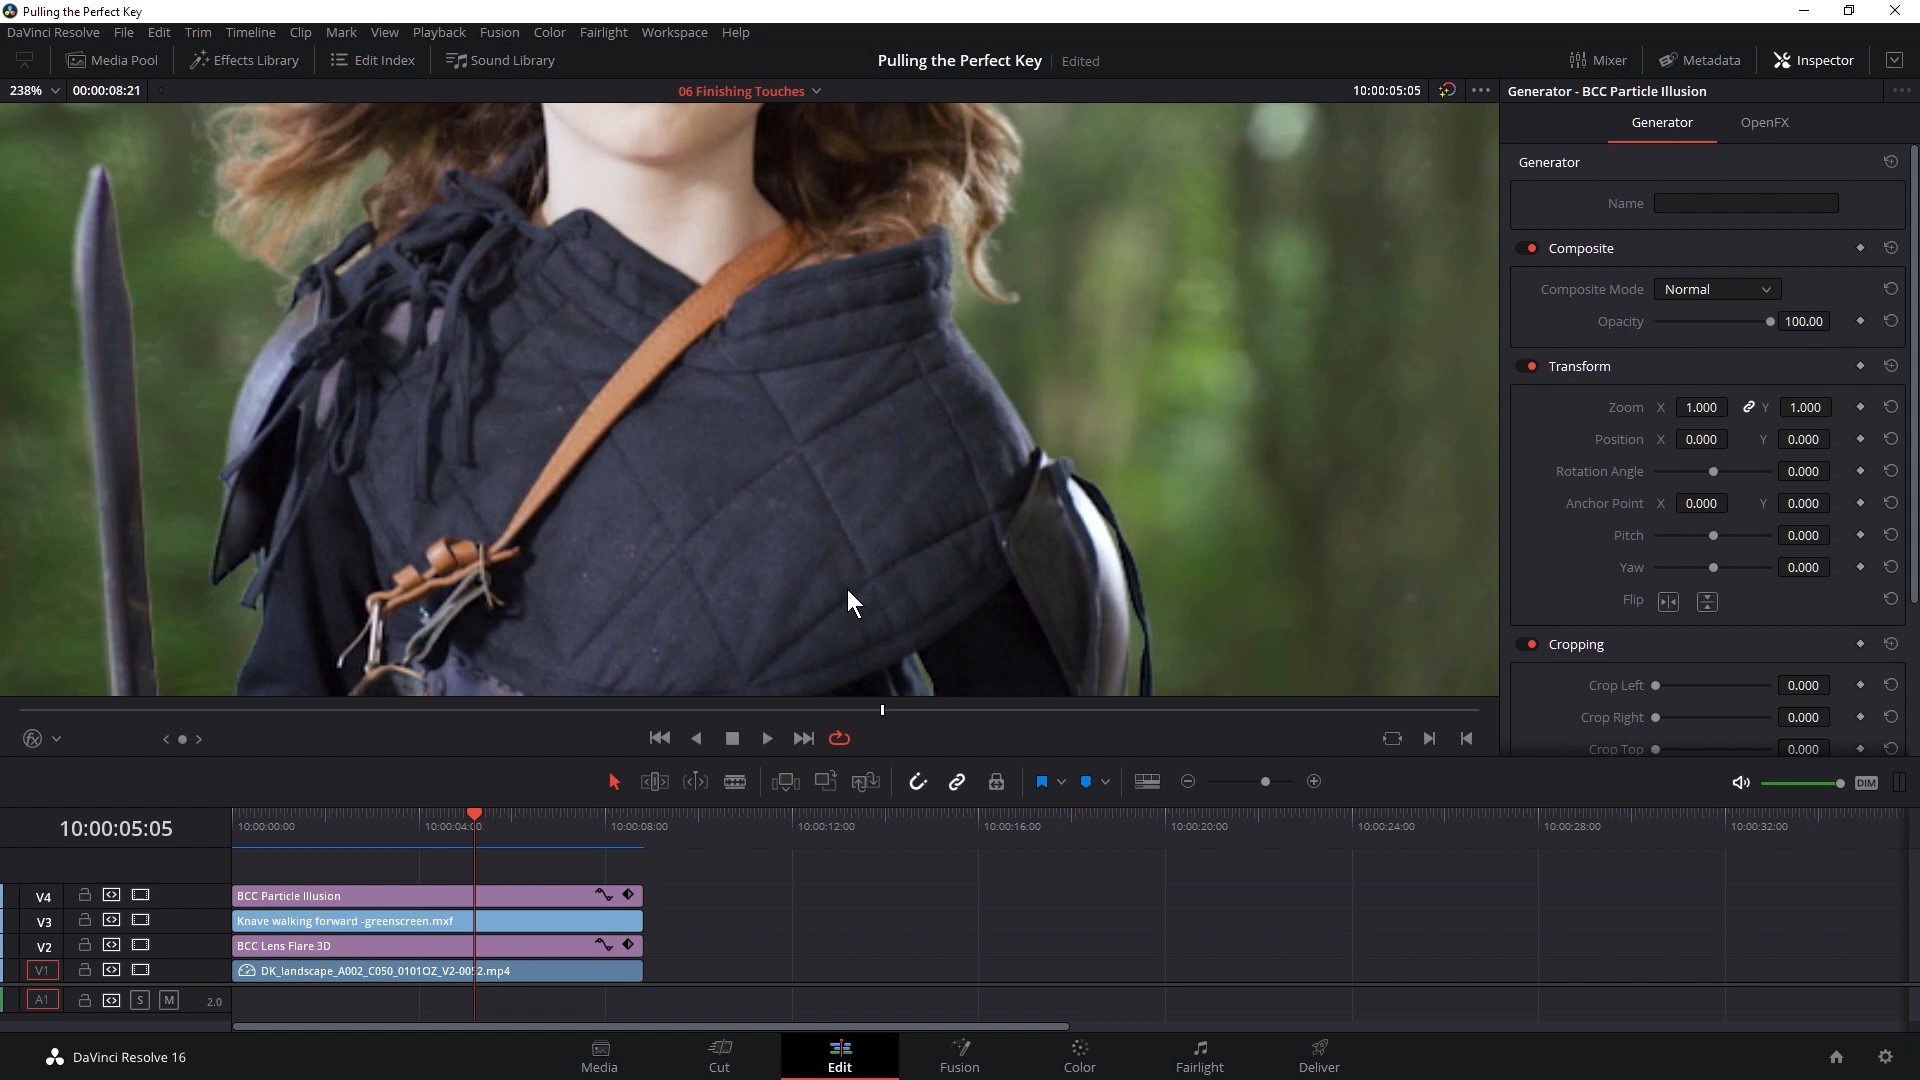 Pulling the Perfect Key
DaVinci Resolve File Edit Trim Timeline Clip Mark View Playback Fusion Color Fairlight Workspace Help
Media Pool Effects Library Edit Index Sound Library Pulling the Perfect Key Edited Mixer Metadata Inspector
238% 00:00:08:21 06 Finishing Touches 10:00:05:05 Generator - BCC Particle Illusion
Generator OpenFX
Generator
Name
Composite
Composite Mode Normal
Opacity 100.00
Transform
Zoom X 1.000 Y 1.000
Position X 0.000 Y 0.000
Rotation Angle 0.000
Anchor Point X 0.000 Y 0.000
Pitch 0.000
Yaw 0.000
Flip
Cropping
Crop Left 0.000
Crop Right 0.000
Crop Top 0.000
fx
DIM
10:00:05:05 10:00:00:00 10:00:04:00 10:00:08:00 10:00:12:00 10:00:16:00 10:00:20:00 10:00:24:00 10:00:28:00 10:00:32:00
V4 BCC Particle Illusion
V3 Knave walking forward -greenscreen.mxf
V2 BCC Lens Flare 3D
V1 DK_landscape_A002_C050_0101OZ_V2-0052.mp4
A1 S M 2.0
DaVinci Resolve 16 Media Cut Edit Fusion Color Fairlight Deliver